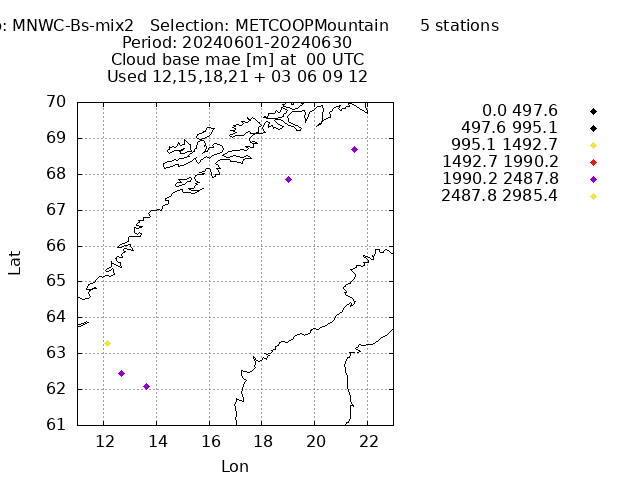 : MNWC-Bs-mix2 Selection: METCOOPMountain 5 stations
Period: 20240601-20240630
Cloud base mae [m] at 00 UTC
Used 12,15,18,21 + 03 06 09 12
0.0 497.6
497.6 995.1
995.1 1492.7
1492.7 1990.2
1990.2 2487.8
2487.8 2985.4
70
69
68
67
66
65
64
63
62
61
Lat
12 14 16 18 20 22
Lon